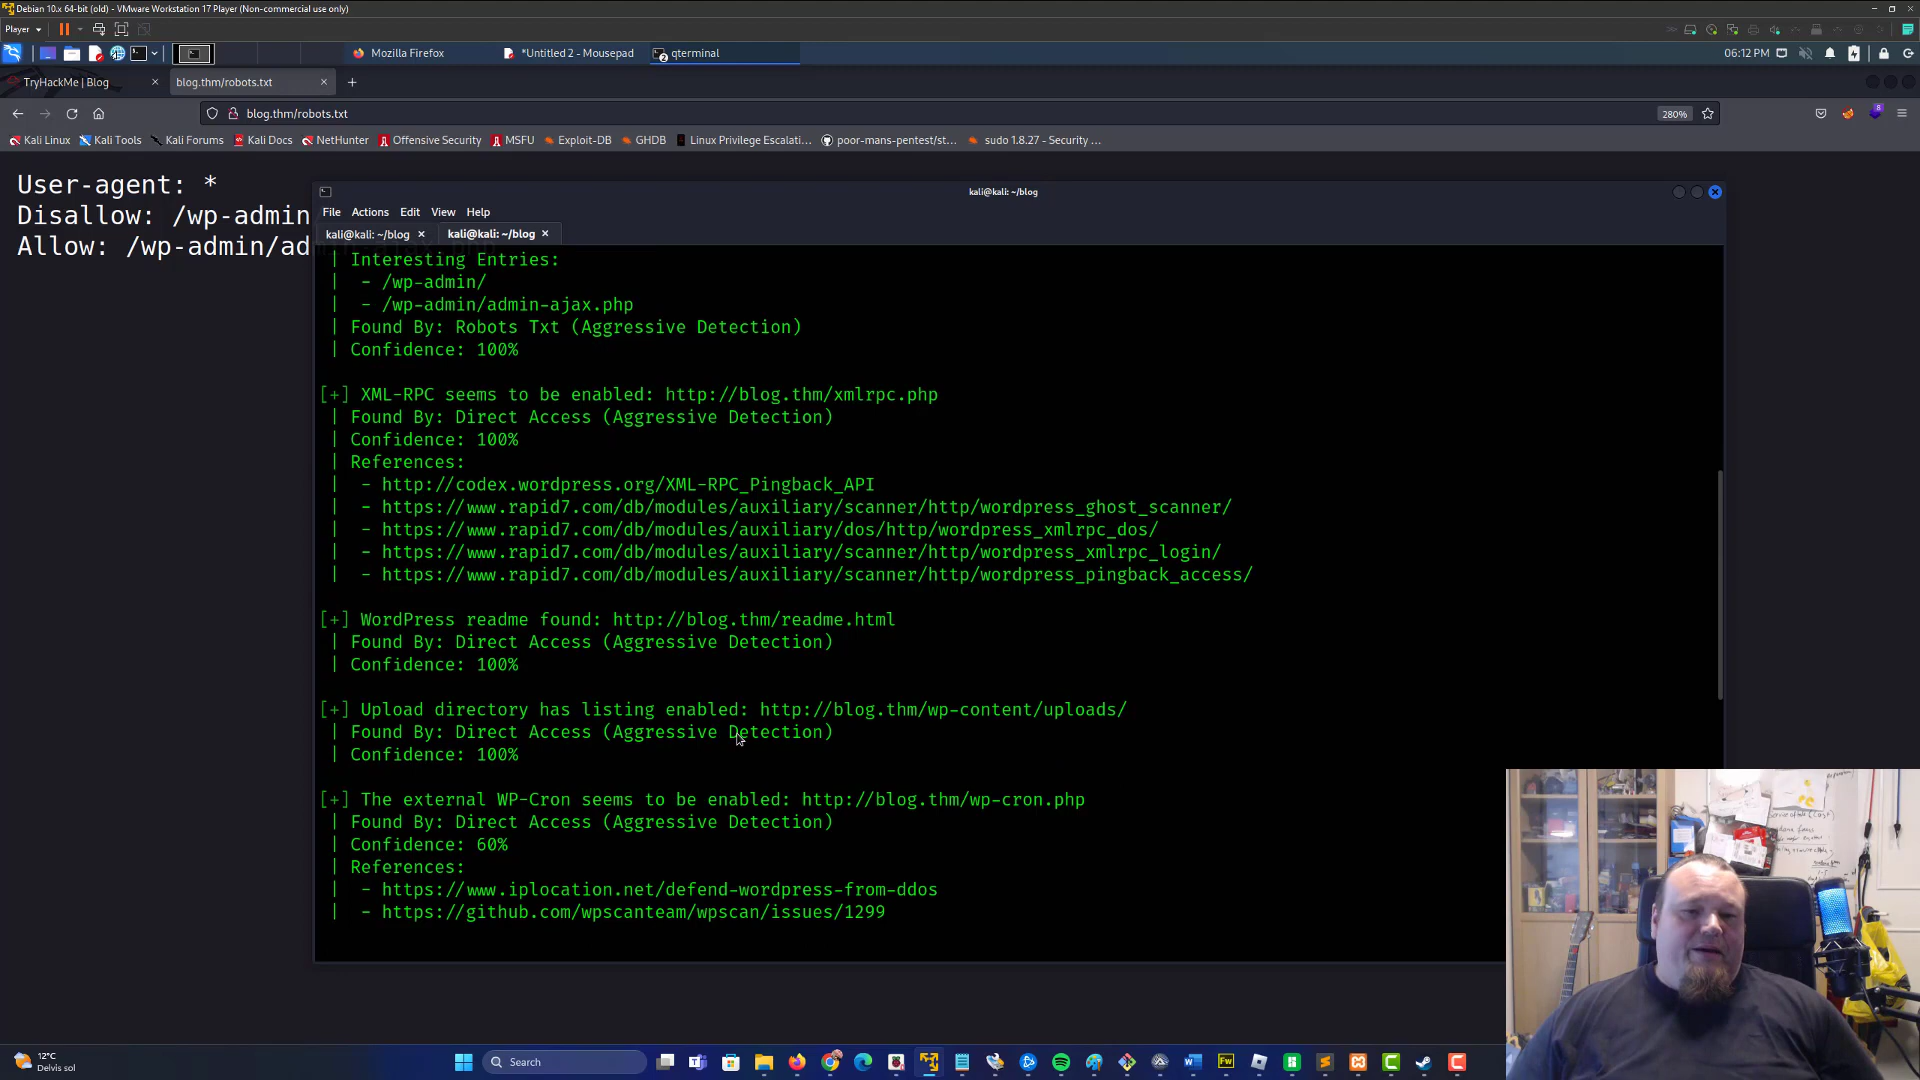 Debian 10.x 64-bit (old) - VMware Workstation 17 Player (Non-commercial use only)
Player
Mozilla Firefox
*Untitled 2 - Mousepad
qterminal
06:12 PM
TryHackMe | Blog
blog.thm/robots.txt
blog.thm/robots.txt
280%
Kali Linux
Kali Tools
Kali Forums
Kali Docs
NetHunter
Offensive Security
MSFU
Exploit-DB
GHDB
Linux Privilege Escalati...
poor-mans-pentest/st...
sudo 1.8.27 - Security ...
User-agent: *
Disallow: /wp-admin
Allow: /wp-admin/admin-ajax.php
kali@kali: ~/blog
File Actions Edit View Help
kali@kali: ~/blog
kali@kali: ~/blog
| Interesting Entries:
|  - /wp-admin/
|  - /wp-admin/admin-ajax.php
| Found By: Robots Txt (Aggressive Detection)
| Confidence: 100%
[+] XML-RPC seems to be enabled: http://blog.thm/xmlrpc.php
| Found By: Direct Access (Aggressive Detection)
| Confidence: 100%
| References:
|  - http://codex.wordpress.org/XML-RPC_Pingback_API
|  - https://www.rapid7.com/db/modules/auxiliary/scanner/http/wordpress_ghost_scanner/
|  - https://www.rapid7.com/db/modules/auxiliary/dos/http/wordpress_xmlrpc_dos/
|  - https://www.rapid7.com/db/modules/auxiliary/scanner/http/wordpress_xmlrpc_login/
|  - https://www.rapid7.com/db/modules/auxiliary/scanner/http/wordpress_pingback_access/
[+] WordPress readme found: http://blog.thm/readme.html
| Found By: Direct Access (Aggressive Detection)
| Confidence: 100%
[+] Upload directory has listing enabled: http://blog.thm/wp-content/uploads/
| Found By: Direct Access (Aggressive Detection)
| Confidence: 100%
[+] The external WP-Cron seems to be enabled: http://blog.thm/wp-cron.php
| Found By: Direct Access (Aggressive Detection)
| Confidence: 60%
| References:
|  - https://www.iplocation.net/defend-wordpress-from-ddos
|  - https://github.com/wpscanteam/wpscan/issues/1299
12°C
Delvis sol
Search